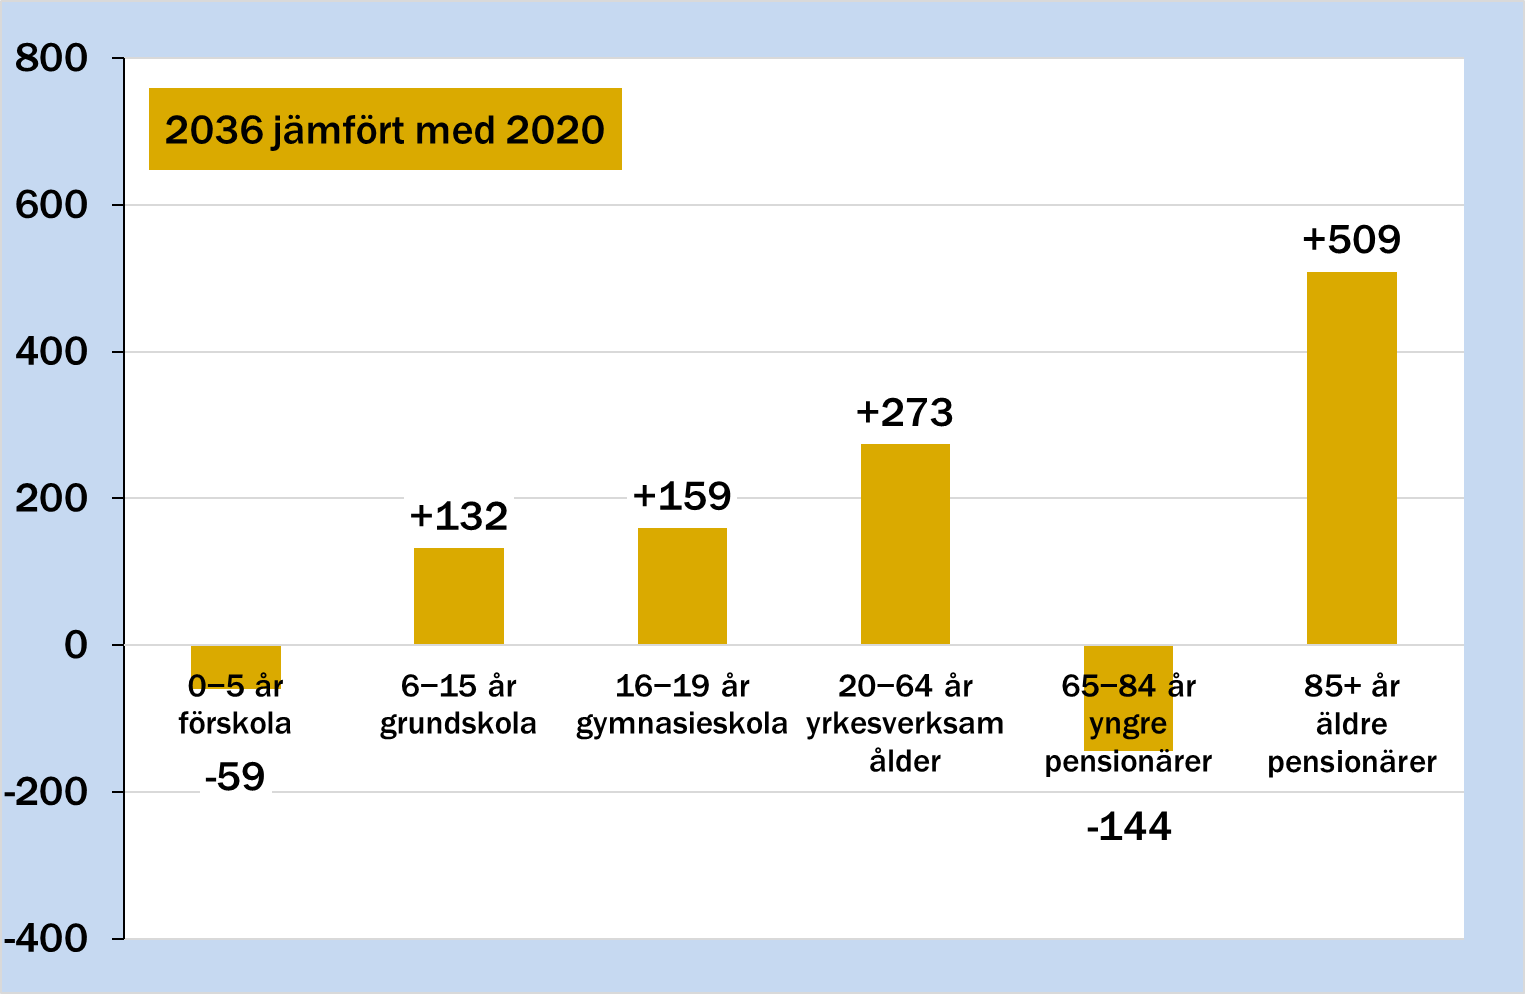 800
600
400
200
0
-200
-400
2036 jämfört med 2020
+132
+159
+273
+509
0–5 år
förskola
-59
6–15 år
grundskola
16–19 år
gymnasieskola
20–64 år
yrkesverksam
ålder
65–84 år
yngre
pensionärer
-144
85+ år
äldre
pensionärer